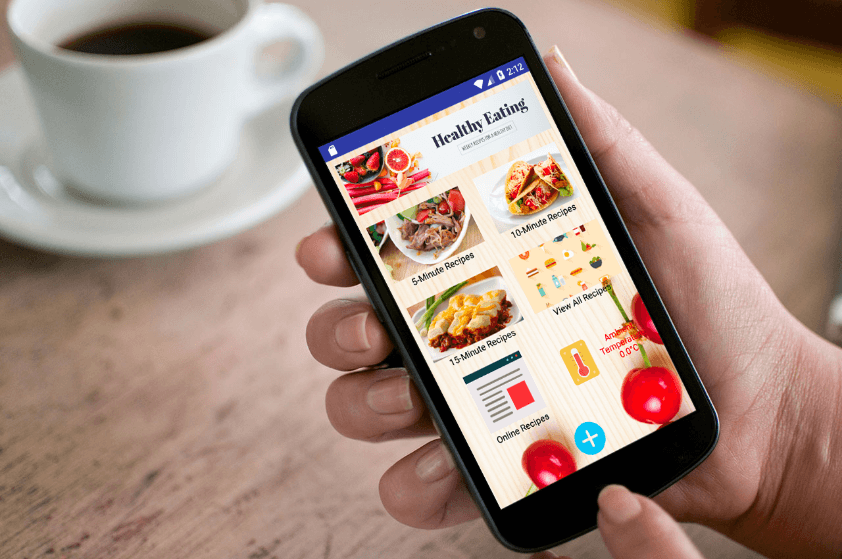 2:12
Healthy Eating
WEEKLY RECIPES FOR A HEALTHY DIET
5-Minute Recipes
10-Minute Recipes
15-Minute Recipes
View All Recipes
Online Recipes
Temperature
0.0°C